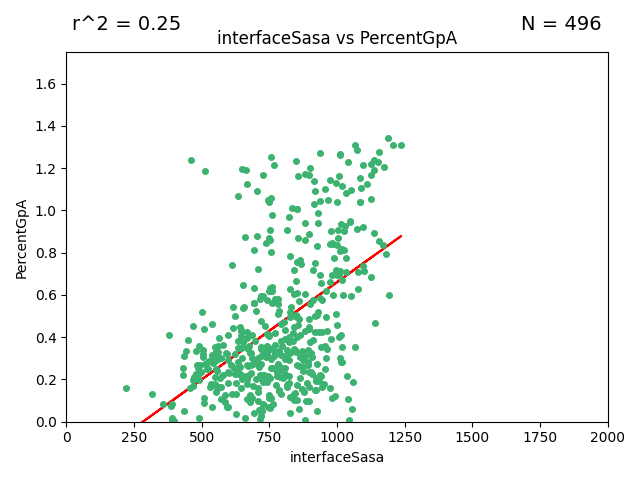 r^2 = 0.25 N = 496
interfaceSasa vs PercentGpA
PercentGpA
1.6
1.4
1.2
1.0
0.8
0.6
0.4
0.2
0.0
0 250 500 750 1000 1250 1500 1750 2000
interfaceSasa